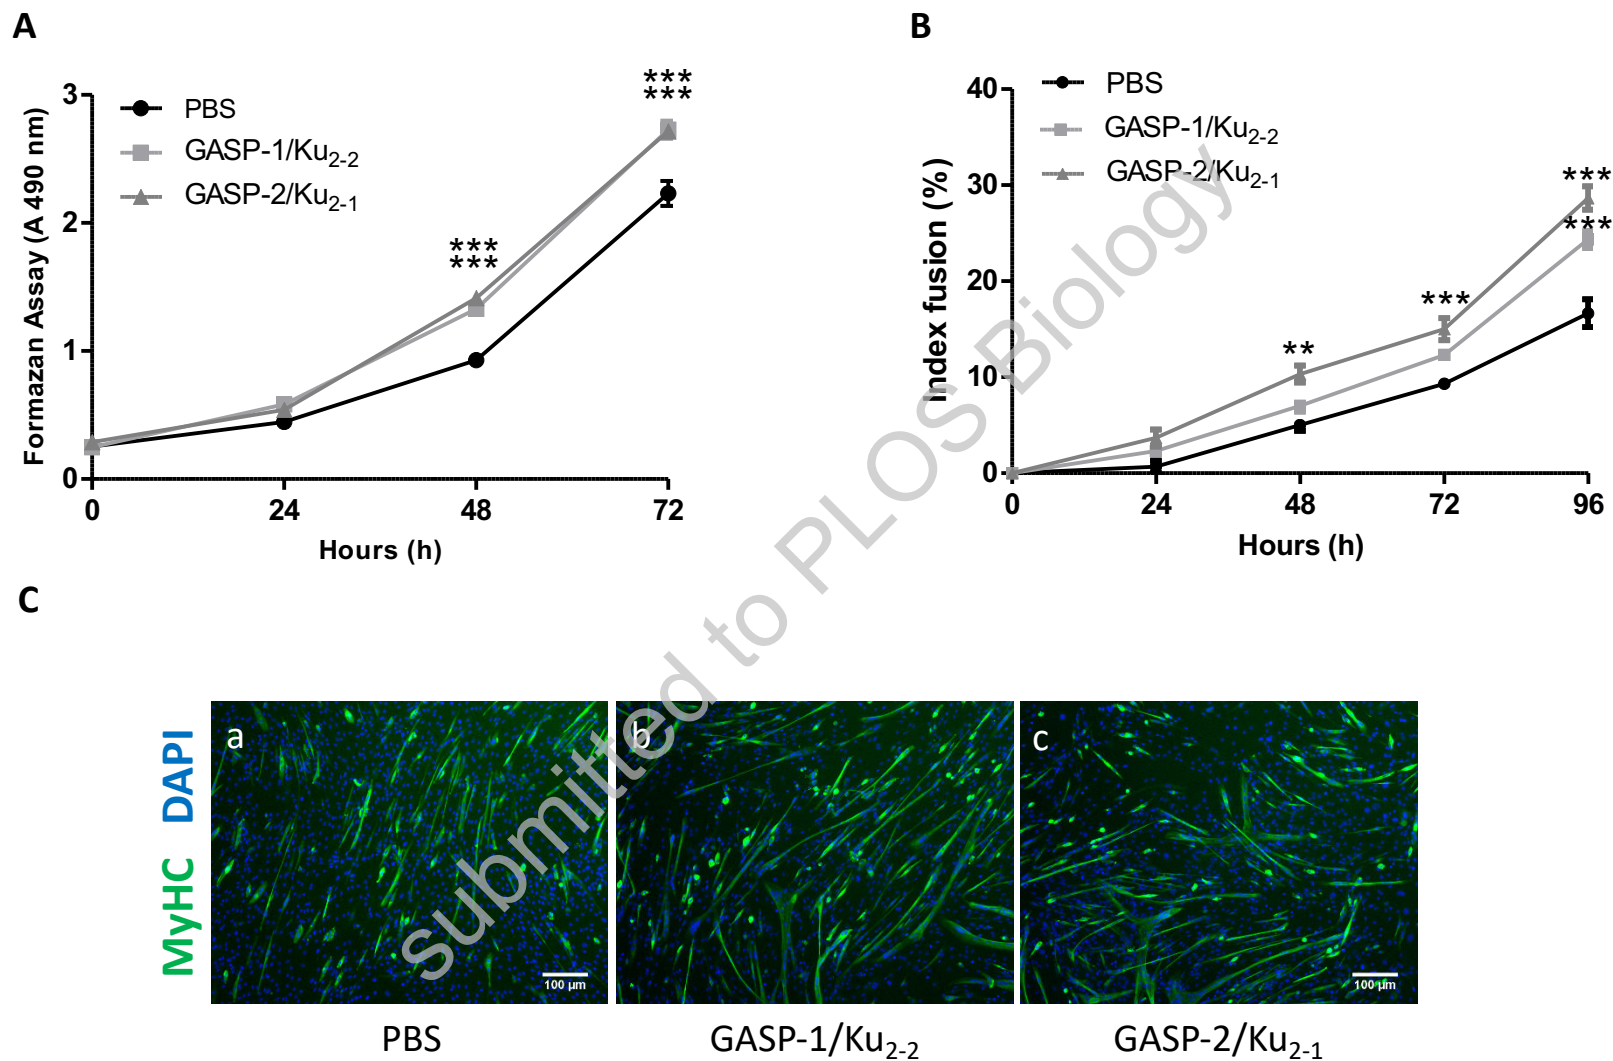 A
3
2
1
0
Formazan Assay (A 490 nm)
PBS
GASP-1/Ku2-2
GASP-2/Ku2-1
***
***
***
***
0 24 48 72
Hours (h)
B
40
30
20
10
0
Index fusion (%)
PBS
GASP-1/Ku2-2
GASP-2/Ku2-1
**
***
***
***
0 24 48 72 96
Hours (h)
submitted to PLOS Biology
C
MyHC DAPI
a
100 µm
b
c
100 µm
PBS
GASP-1/Ku2-2
GASP-2/Ku2-1